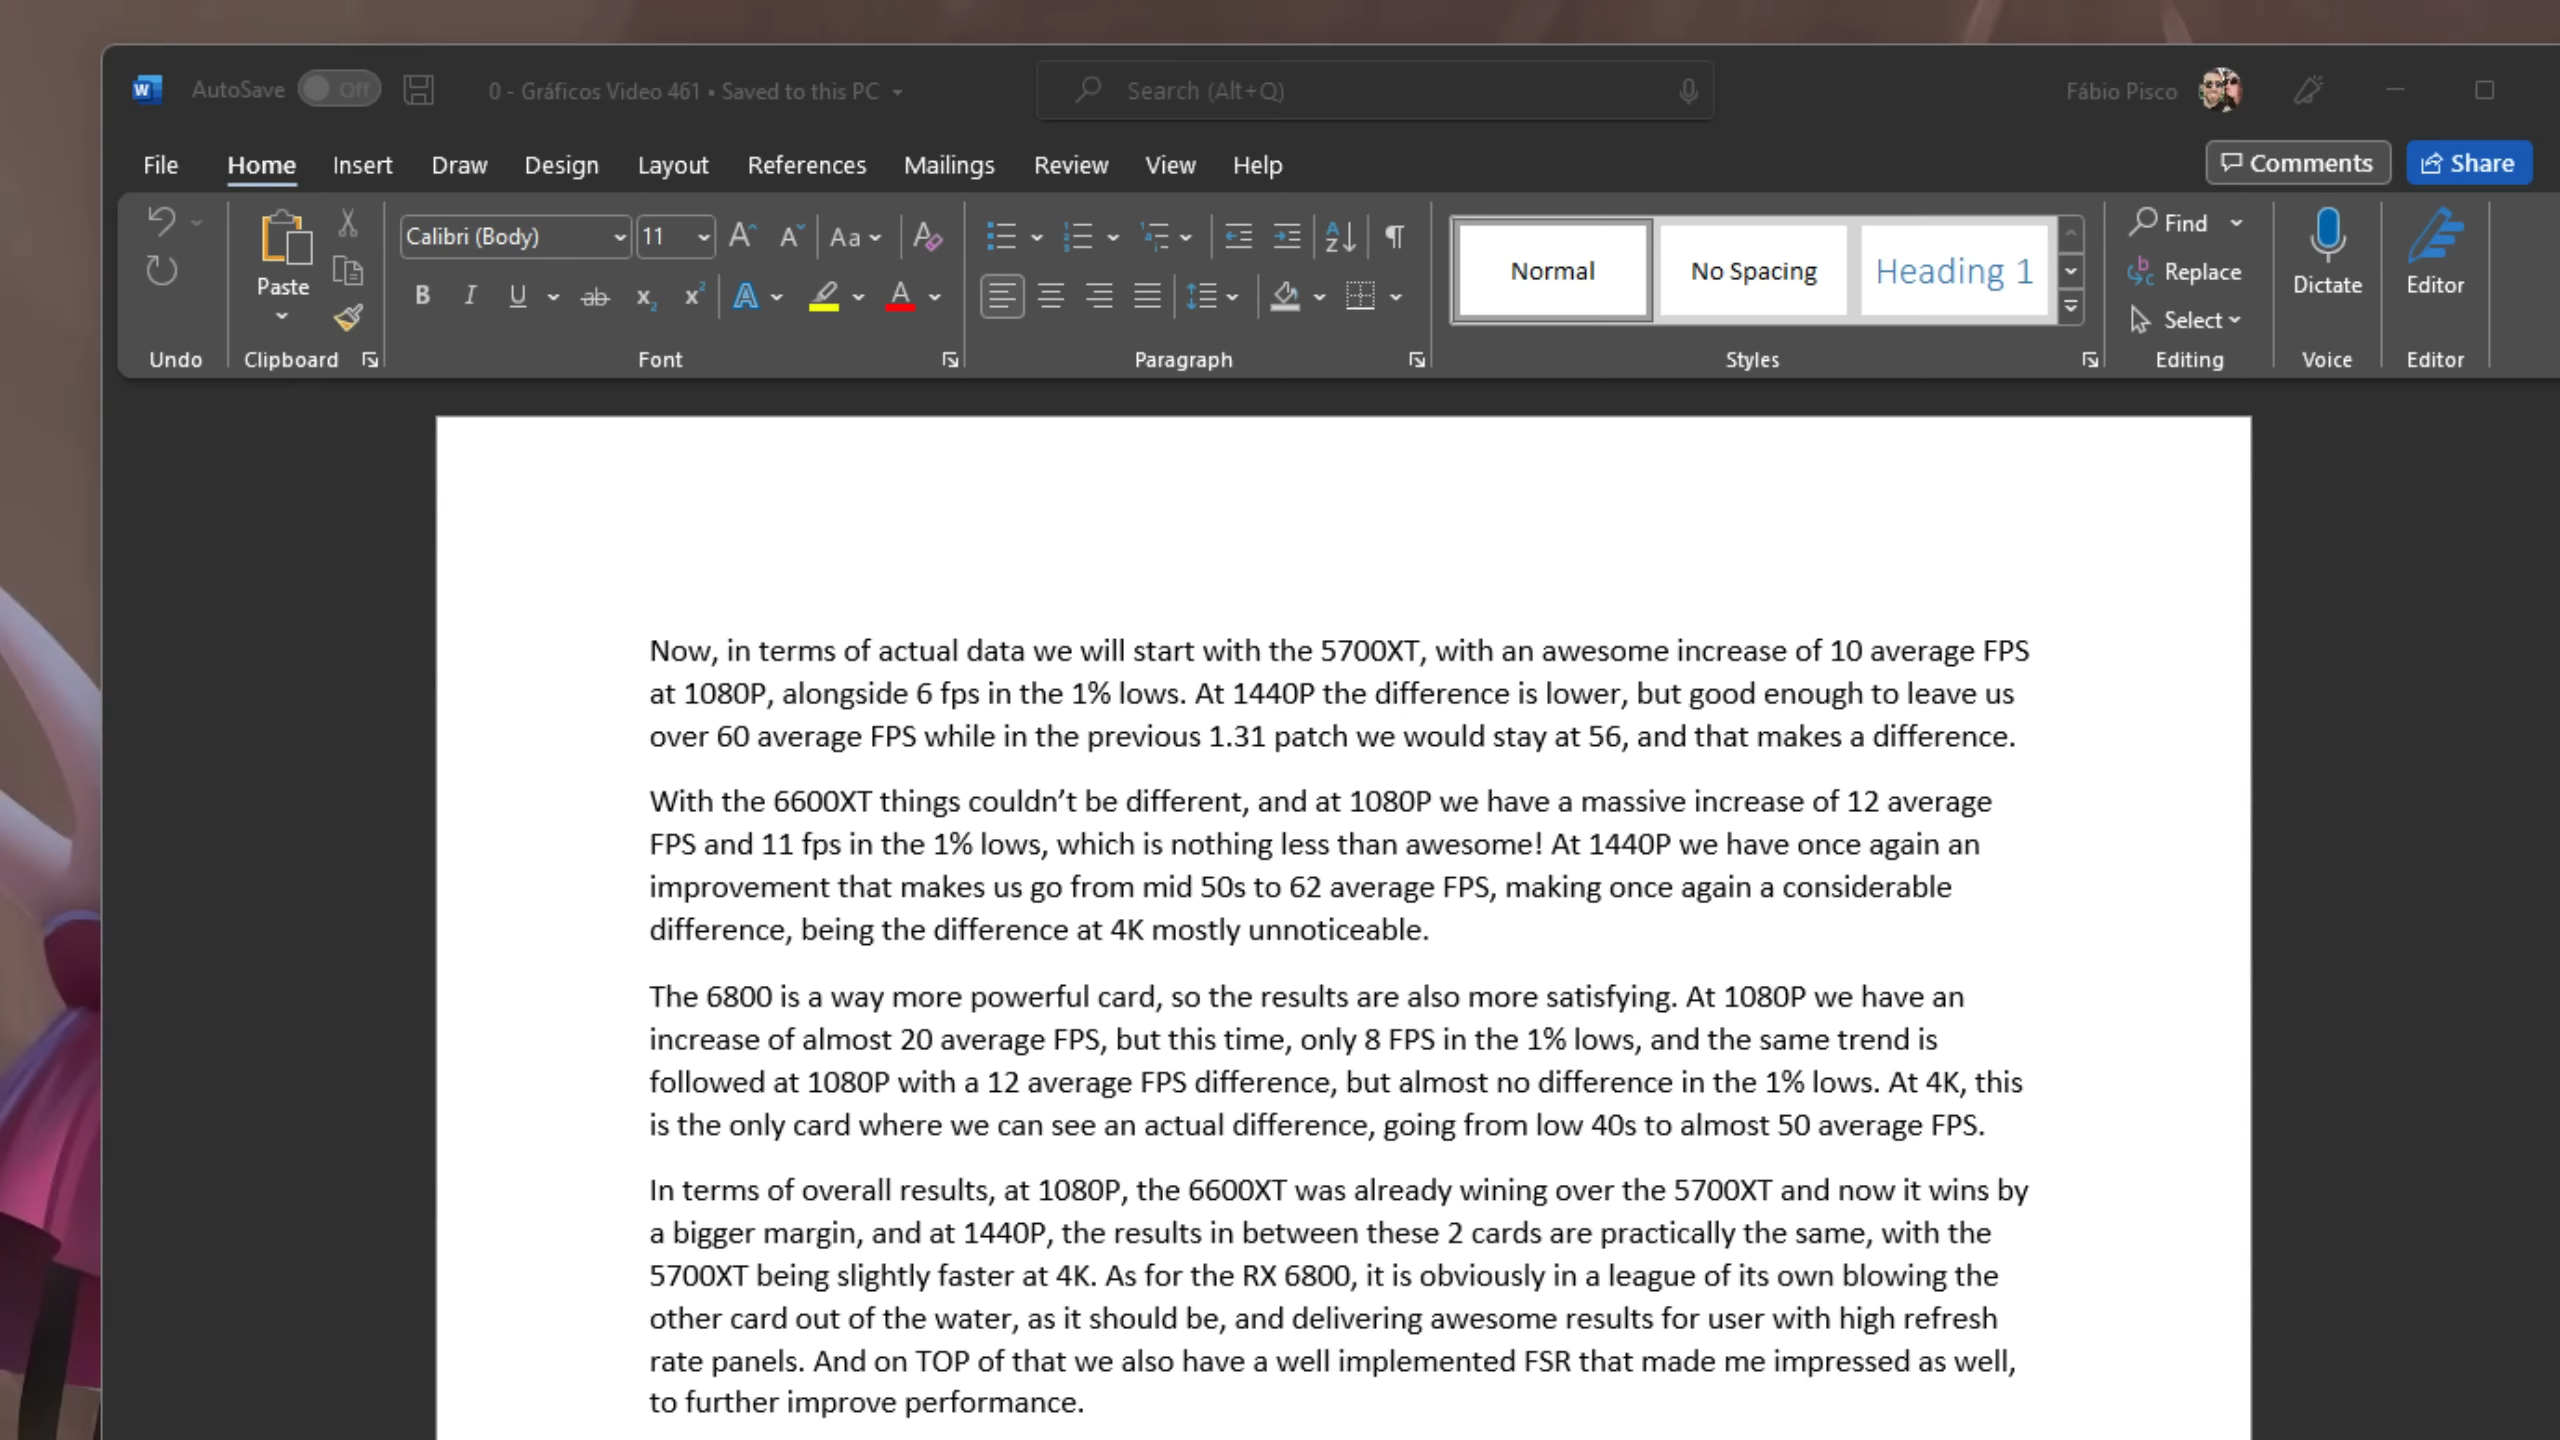 AutoSave Off 0 - Gráficos Video 461 • Saved to this PC Search (Alt+Q) Fábio Pisco
File Home Insert Draw Design Layout References Mailings Review View Help Comments Share
Calibri (Body) 11 Aa Normal No Spacing Heading 1 Find
Paste Replace Dictate Editor
Select
Undo Clipboard Font Paragraph Styles Editing Voice Editor
Now, in terms of actual data we will start with the 5700XT, with an awesome increase of 10 average FPS
at 1080P, alongside 6 fps in the 1% lows. At 1440P the difference is lower, but good enough to leave us
over 60 average FPS while in the previous 1.31 patch we would stay at 56, and that makes a difference.
With the 6600XT things couldn’t be different, and at 1080P we have a massive increase of 12 average
FPS and 11 fps in the 1% lows, which is nothing less than awesome! At 1440P we have once again an
improvement that makes us go from mid 50s to 62 average FPS, making once again a considerable
difference, being the difference at 4K mostly unnoticeable.
The 6800 is a way more powerful card, so the results are also more satisfying. At 1080P we have an
increase of almost 20 average FPS, but this time, only 8 FPS in the 1% lows, and the same trend is
followed at 1080P with a 12 average FPS difference, but almost no difference in the 1% lows. At 4K, this
is the only card where we can see an actual difference, going from low 40s to almost 50 average FPS.
In terms of overall results, at 1080P, the 6600XT was already wining over the 5700XT and now it wins by
a bigger margin, and at 1440P, the results in between these 2 cards are practically the same, with the
5700XT being slightly faster at 4K. As for the RX 6800, it is obviously in a league of its own blowing the
other card out of the water, as it should be, and delivering awesome results for user with high refresh
rate panels. And on TOP of that we also have a well implemented FSR that made me impressed as well,
to further improve performance.